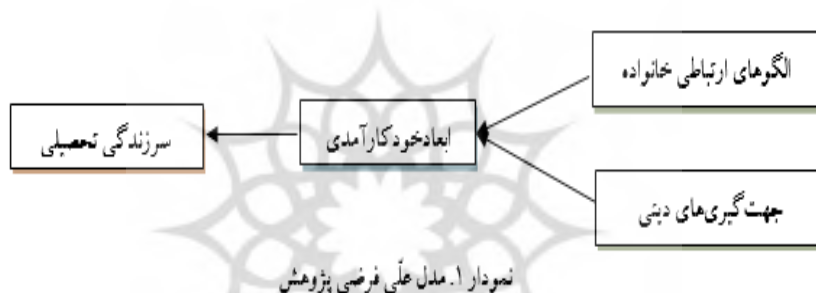 الگوهای ارتباطی خانواده
ابعادخودکارآمدی
سرزندگی تحصیلی
جهت‌گیری‌های دینی
نمودار ۱. مدل علّی فرضی پژوهش